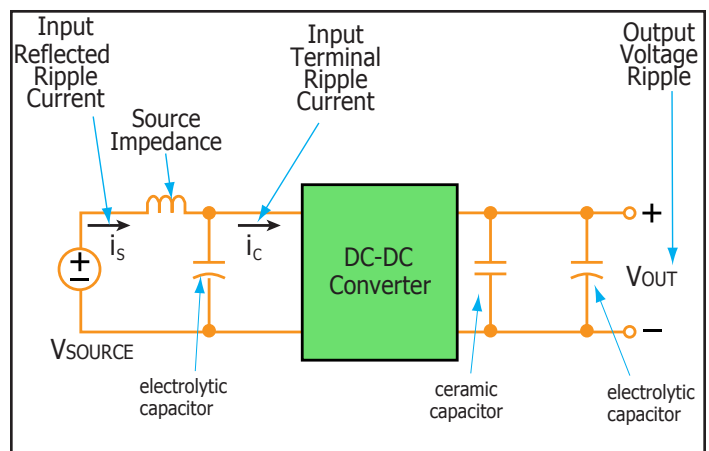 Input
Reflected
Ripple
Current
Input
Terminal
Ripple
Current
Output
Voltage
Ripple
Source
Impedance
iS
iC
+
−
DC-DC
Converter
+
VOUT
−
VSOURCE
electrolytic
capacitor
ceramic
capacitor
electrolytic
capacitor